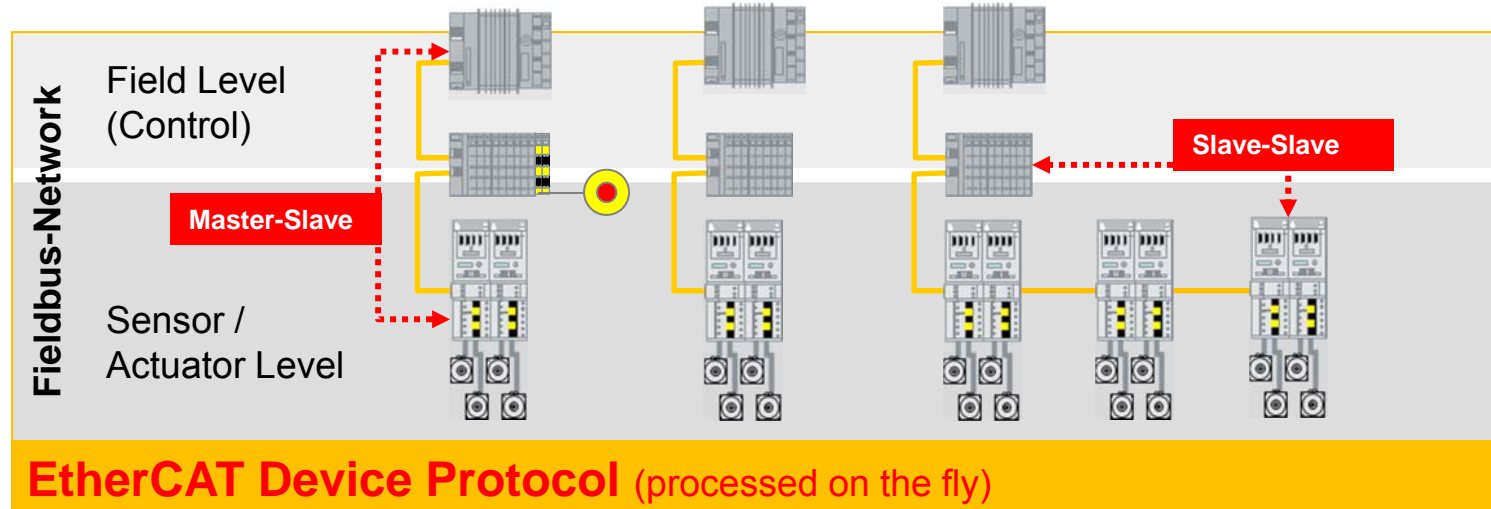 Fieldbus-Network
Field Level
(Control)
Slave-Slave
Master-Slave
Sensor /
Actuator Level
EtherCAT Device Protocol (processed on the fly)